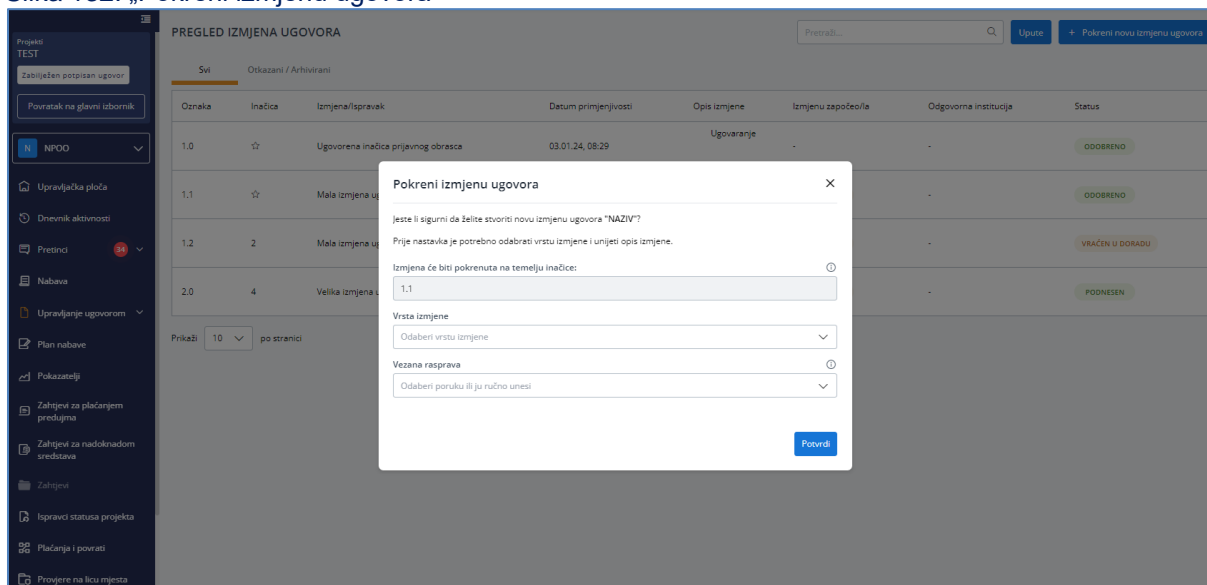 Projekti
TEST
Zabilježen potpisan ugovor
Povratak na glavni izbornik
N NPOO
Upravljačka ploča
Dnevnik aktivnosti
Pretinci 34
Nabava
Upravljanje ugovorom
Plan nabave
Pokazatelji
Zahtjevi za plaćanjem
predujma
Zahtjevi za nadoknadom
sredstava
Zahtjevi
Ispravci statusa projekta
Plaćanja i povrati
Provjere na licu mjesta
PREGLED IZMJENA UGOVORA
Pretraži...
Upute
+ Pokreni novu izmjenu ugovora
Svi Otkazani / Arhivirani
Oznaka Inačica Izmjena/Ispravak Datum primjenjivosti Opis izmjene Izmjenu započeo/la Odgovorna institucija Status
Ugovaranje
1.0 Ugovorena inačica prijavnog obrasca 03.01.24, 08:29 - - ODOBRENO
1.1 Mala izmjena - ODOBRENO
1.2 2 Mala izmjena - VRAĆEN U DORADU
2.0 4 Velika izmjena - PODNESEN
Prikaži 10 po stranici
Pokreni izmjenu ugovora
Jeste li sigurni da želite stvoriti novu izmjenu ugovora "NAZIV"?
Prije nastavka je potrebno odabrati vrstu izmjene i unijeti opis izmjene.
Izmjena će biti pokrenuta na temelju inačice:
1.1
Vrsta izmjene
Odaberi vrstu izmjene
Vezana rasprava
Odaberi poruku ili ju ručno unesi
Potvrdi